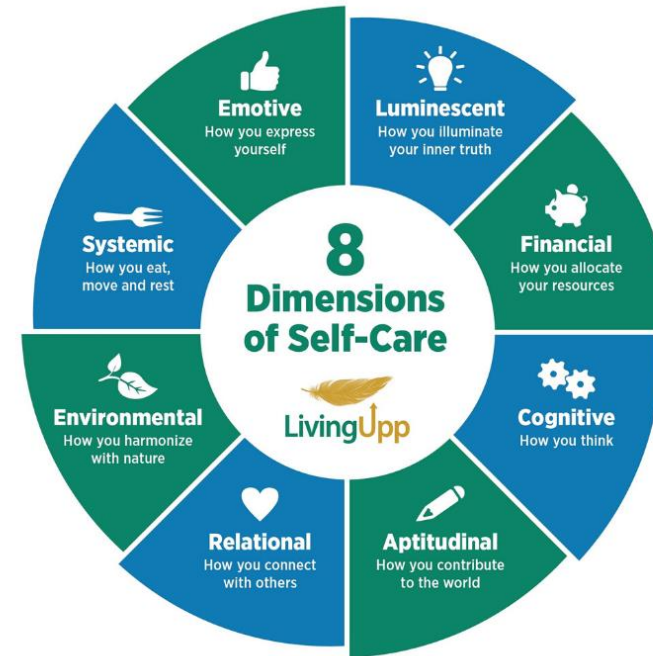 8
Dimensions
of Self-Care
LivingUpp
Luminescent
How you illuminate
your inner truth
Financial
How you allocate
your resources
Cognitive
How you think
Aptitudinal
How you contribute
to the world
Relational
How you connect
with others
Environmental
How you harmonize
with nature
Systemic
How you eat,
move and rest
Emotive
How you express
yourself